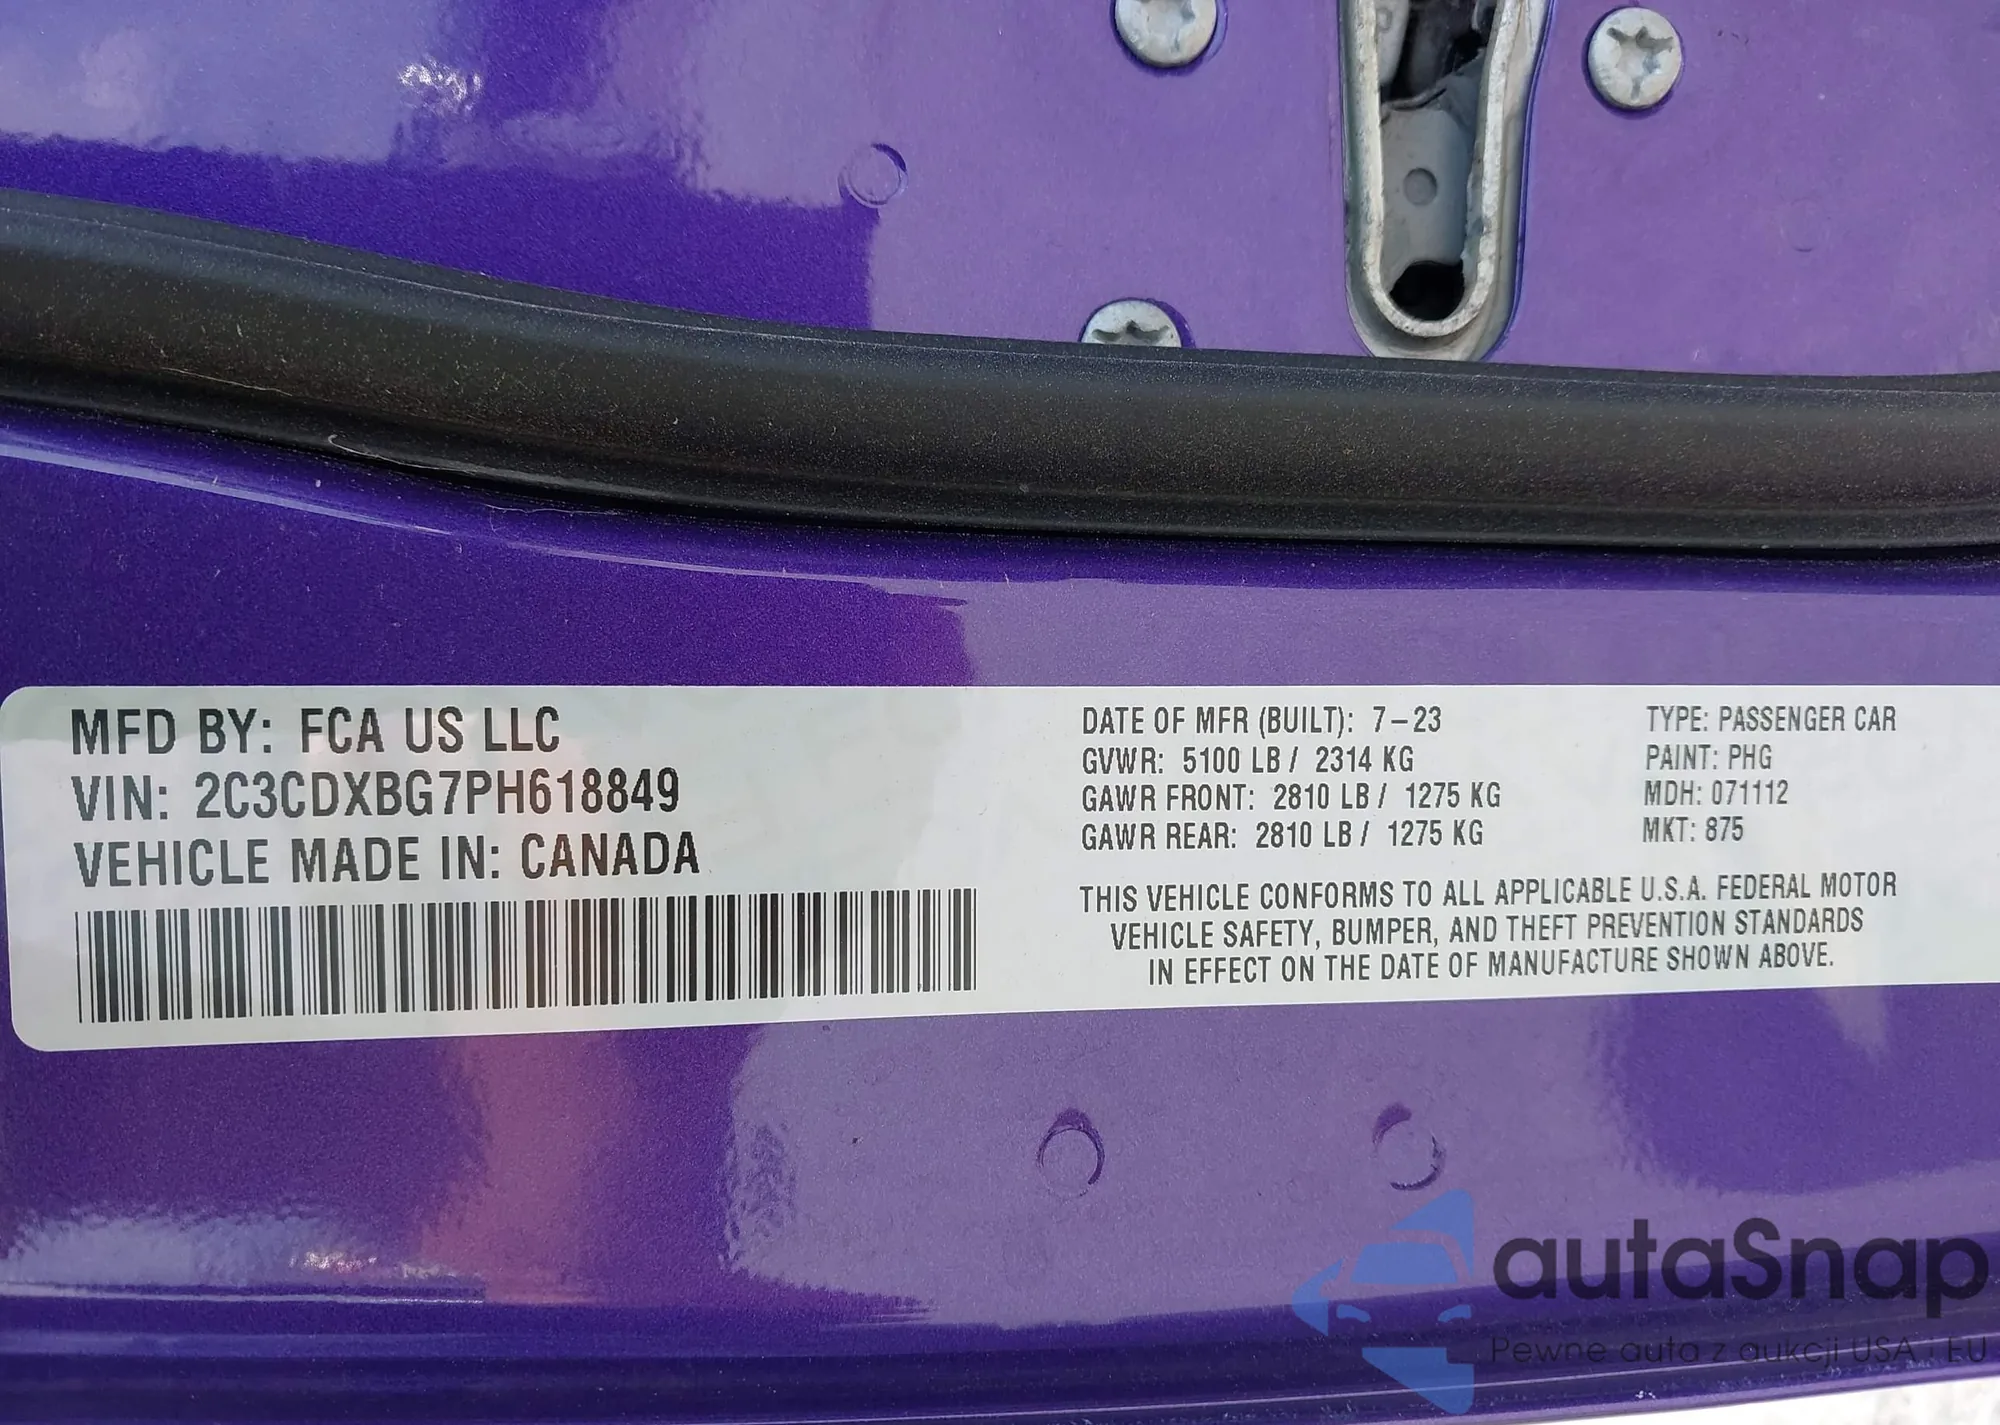 MFD BY: FCA US LLC
VIN: 2C3CDXBG7PH618849
VEHICLE MADE IN: CANADA
DATE OF MFR (BUILT): 7-23
GVWR: 5100 LB / 2314 KG
GAWR FRONT: 2810 LB / 1275 KG
GAWR REAR: 2810 LB / 1275 KG
TYPE: PASSENGER CAR
PAINT: PHG
MDH: 071112
MKT: 875
THIS VEHICLE CONFORMS TO ALL APPLICABLE U.S.A. FEDERAL MOTOR
VEHICLE SAFETY, BUMPER, AND THEFT PREVENTION STANDARDS
IN EFFECT ON THE DATE OF MANUFACTURE SHOWN ABOVE.
autaSnap
Pewne auta z aukcji USA i EU